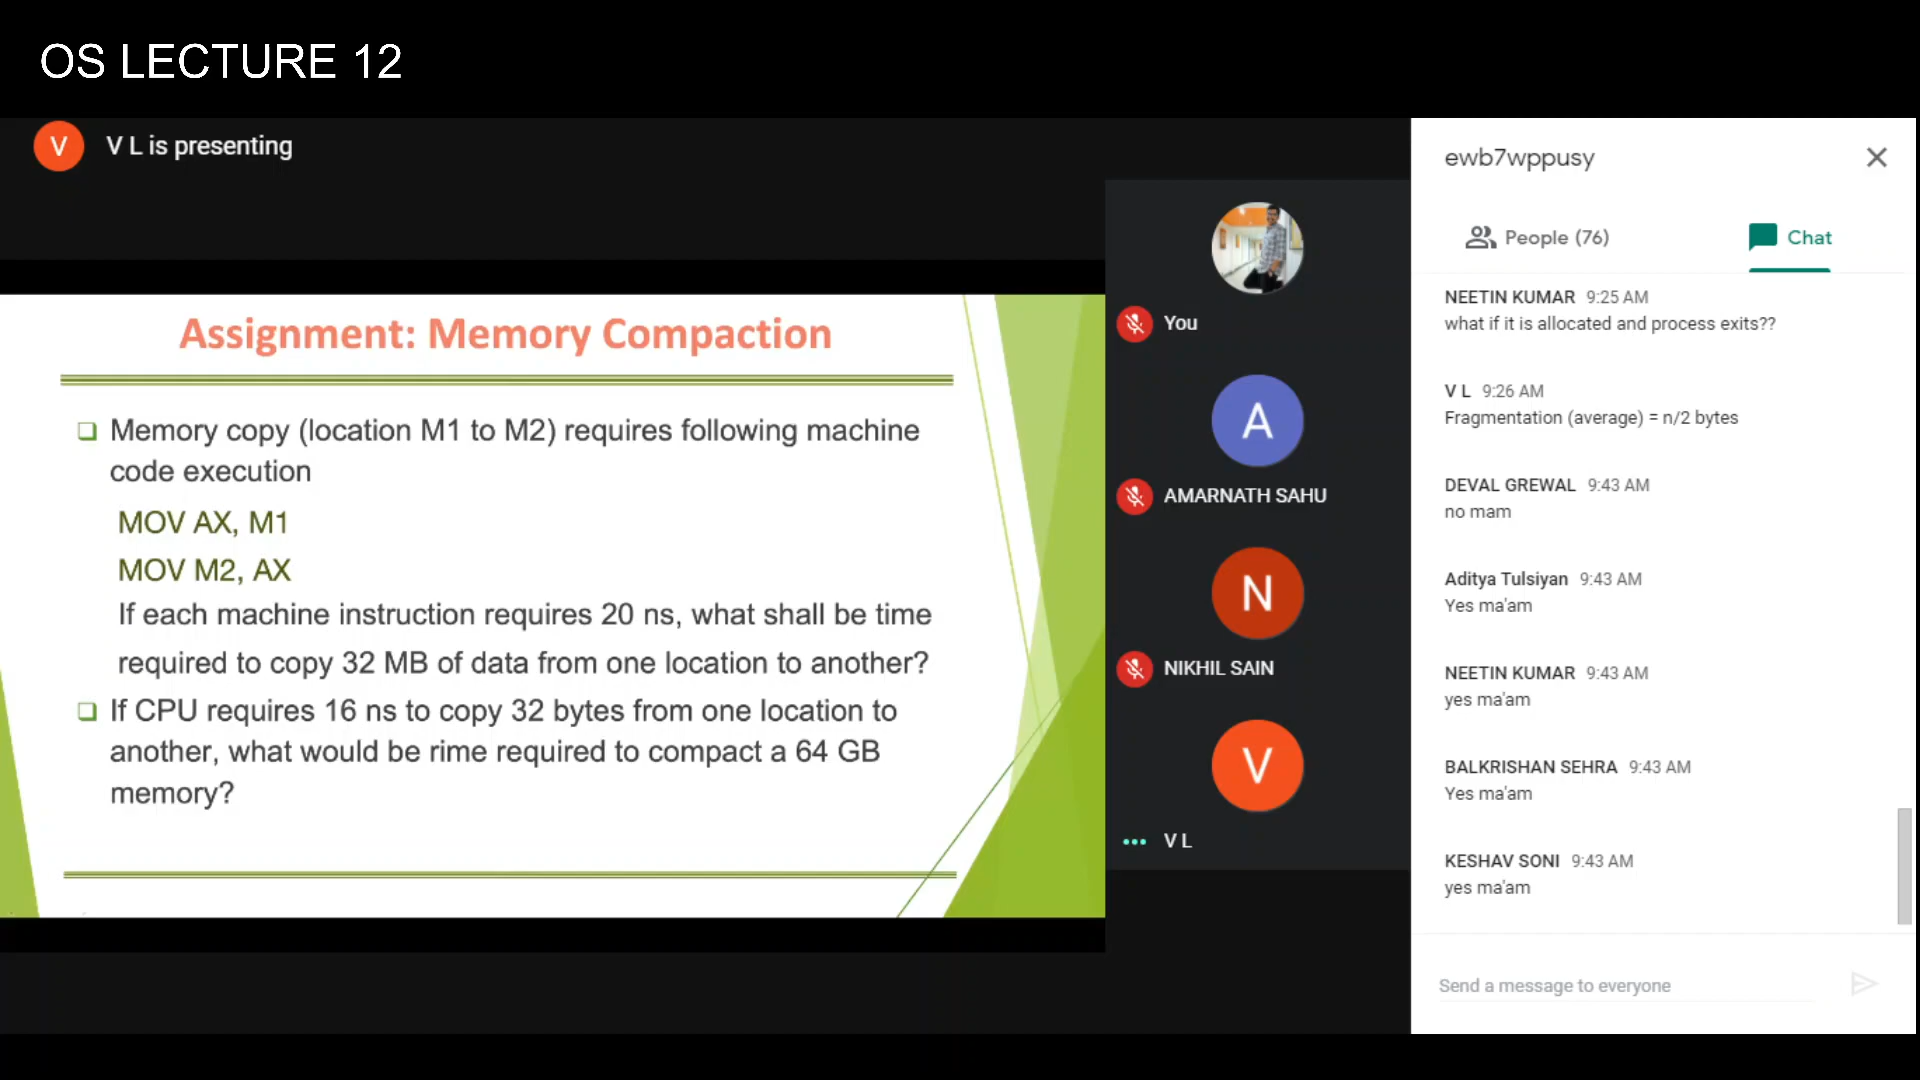 OS LECTURE 12
V
V L is presenting
Assignment: Memory Compaction
Memory copy (location M1 to M2) requires following machine
code execution
MOV AX, M1
MOV M2, AX
If each machine instruction requires 20 ns, what shall be time
required to copy 32 MB of data from one location to another?
If CPU requires 16 ns to copy 32 bytes from one location to
another, what would be rime required to compact a 64 GB
memory?
You
A
AMARNATH SAHU
N
NIKHIL SAIN
V
V L
ewb7wppusy
People (76)
Chat
NEETIN KUMAR 9:25 AM
what if it is allocated and process exits??
V L 9:26 AM
Fragmentation (average) = n/2 bytes
DEVAL GREWAL 9:43 AM
no mam
Aditya Tulsiyan 9:43 AM
Yes ma'am
NEETIN KUMAR 9:43 AM
yes ma'am
BALKRISHAN SEHRA 9:43 AM
Yes ma'am
KESHAV SONI 9:43 AM
yes ma'am
Send a message to everyone